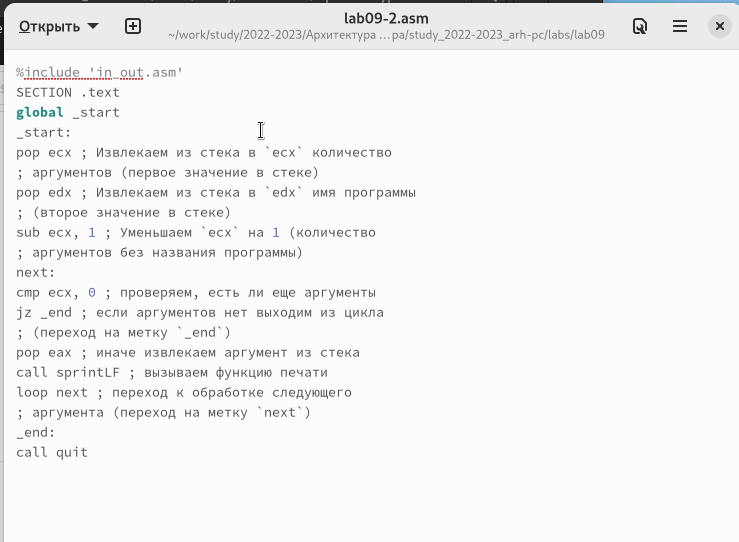 Открыть
lab09-2.asm
~/work/study/2022-2023/Архитектура …pa/study_2022-2023_arh-pc/labs/lab09
%include 'in_out.asm'
SECTION .text
global _start
_start:
pop ecx ; Извлекаем из стека в `ecx` количество
; аргументов (первое значение в стеке)
pop edx ; Извлекаем из стека в `edx` имя программы
; (второе значение в стеке)
sub ecx, 1 ; Уменьшаем `ecx` на 1 (количество
; аргументов без названия программы)
next:
cmp ecx, 0 ; проверяем, есть ли еще аргументы
jz _end ; если аргументов нет выходим из цикла
; (переход на метку `_end`)
pop eax ; иначе извлекаем аргумент из стека
call sprintLF ; вызываем функцию печати
loop next ; переход к обработке следующего
; аргумента (переход на метку `next`)
_end:
call quit